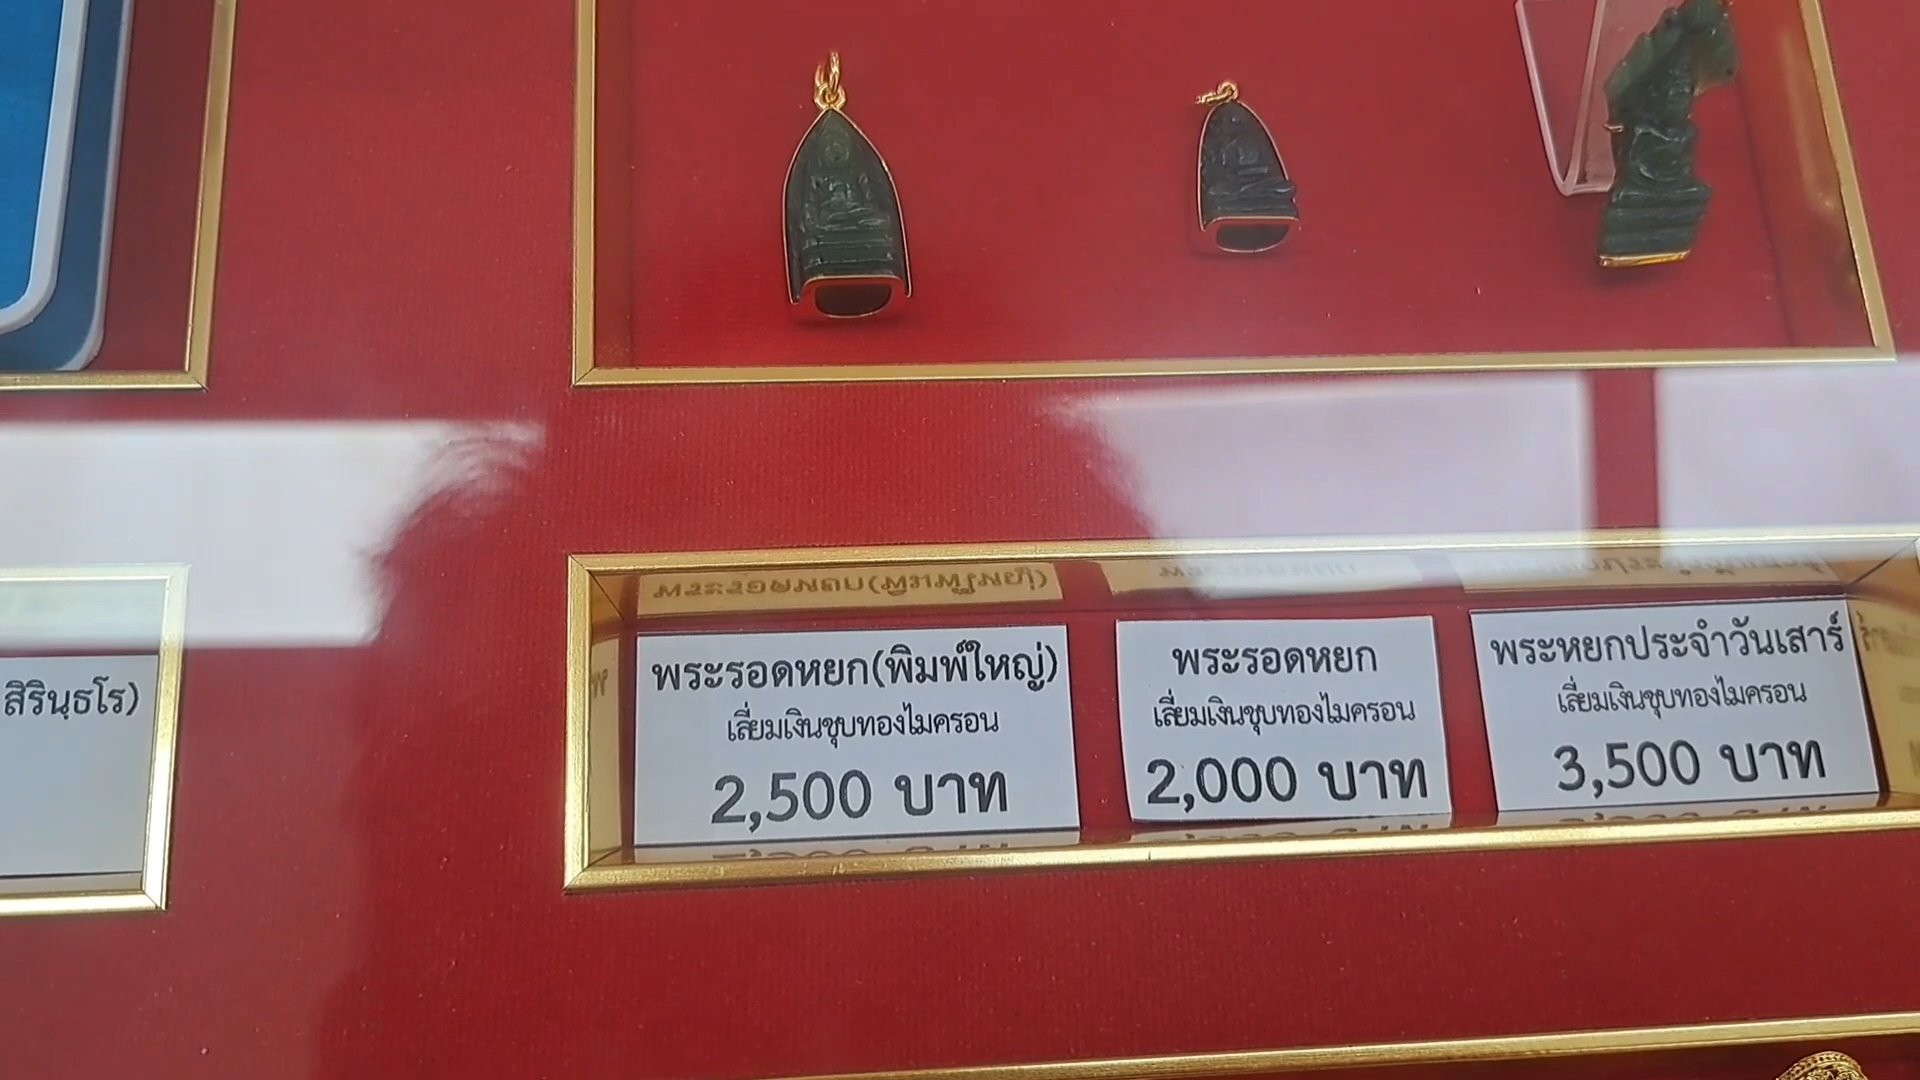 สิรินฺธโร)
พระรอดหยก(พิมพ์ใหญ่)
เลี่ยมเงินชุบทองไมครอน
2,500 บาท
พระรอดหยก
เลี่ยมเงินชุบทองไมครอน
2,000 บาท
พระหยกประจำวันเสาร์
เลี่ยมเงินชุบทองไมครอน
3,500 บาท